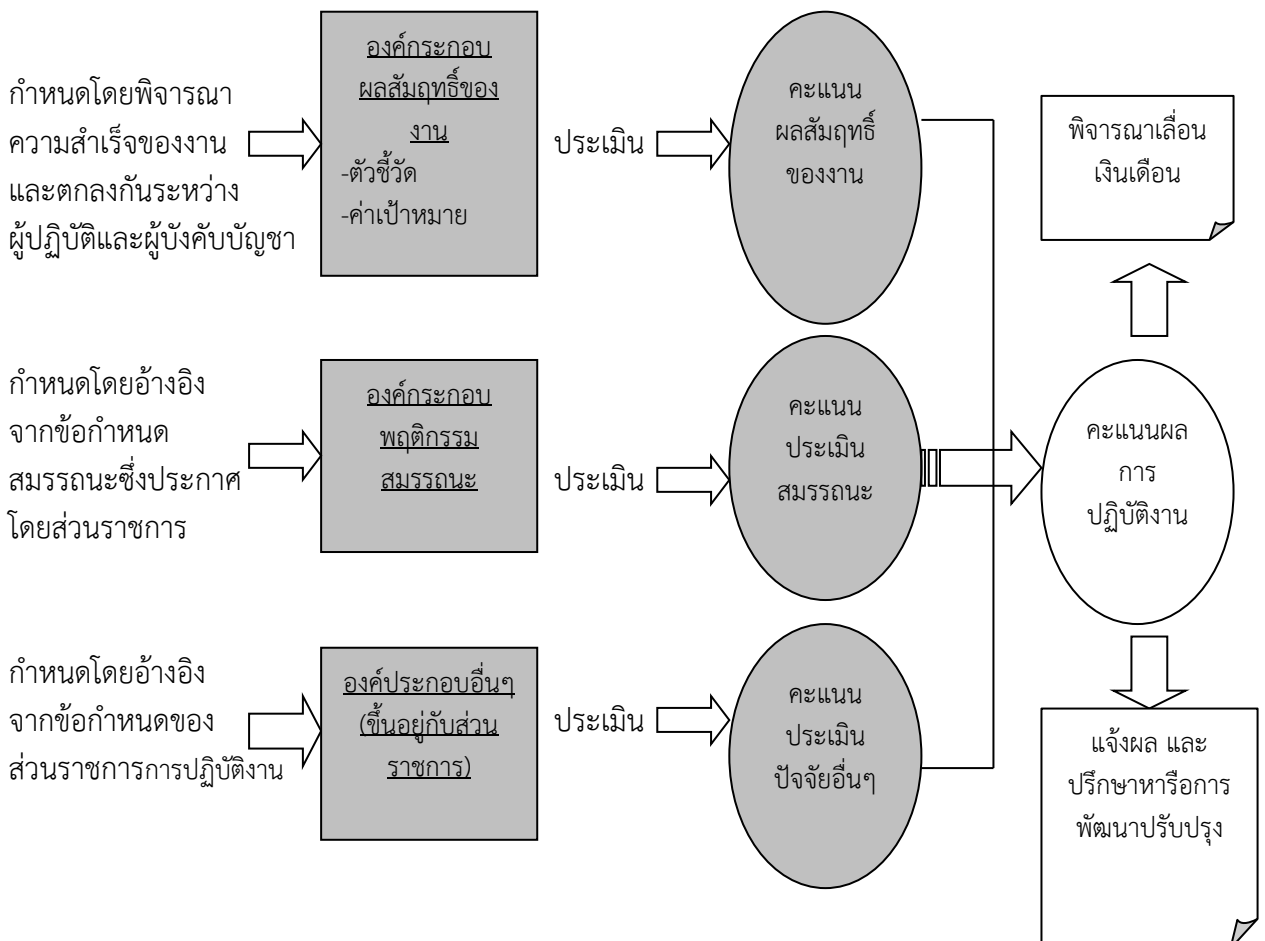 กำหนดโดยพิจารณา
ความสำเร็จของงาน
และตกลงกันระหว่าง
ผู้ปฏิบัติและผู้บังคับบัญชา
องค์กระกอบ
ผลสัมฤทธิ์ของ
งาน
-ตัวชี้วัด
-ค่าเป้าหมาย
ประเมิน
คะแนน
ผลสัมฤทธิ์
ของงาน
พิจารณาเลื่อน
เงินเดือน
กำหนดโดยอ้างอิง
จากข้อกำหนด
สมรรถนะซึ่งประกาศ
โดยส่วนราชการ
องค์กระกอบ
พฤติกรรม
สมรรถนะ
ประเมิน
คะแนน
ประเมิน
สมรรถนะ
คะแนนผล
การ
ปฏิบัติงาน
กำหนดโดยอ้างอิง
จากข้อกำหนดของ
ส่วนราชการการปฏิบัติงาน
องค์ประกอบอื่นๆ
(ขึ้นอยู่กับส่วน
ราชการ)
ประเมิน
คะแนน
ประเมิน
ปัจจัยอื่นๆ
แจ้งผล และ
ปรึกษาหารือการ
พัฒนาปรับปรุง